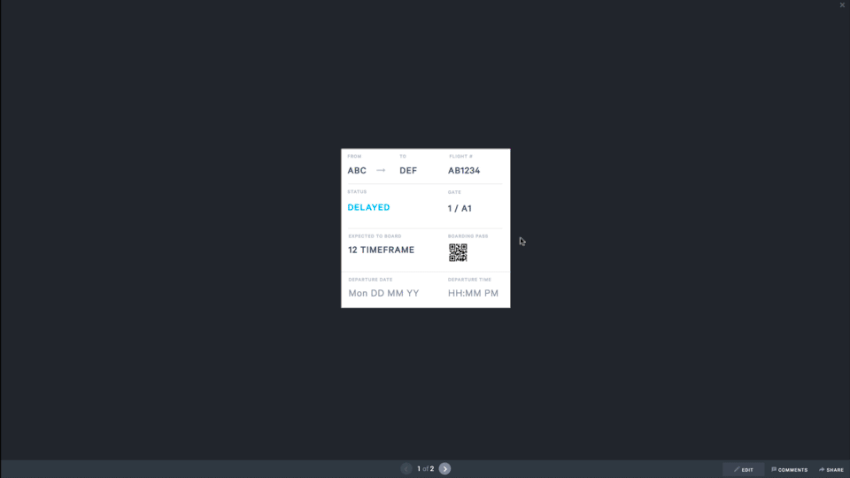 FROM TO FLIGHT #
ABC → DEF AB1234
STATUS GATE
DELAYED 1 / A1
EXPECTED TO BOARD BOARDING PASS
12 TIMEFRAME
DEPARTURE DATE DEPARTURE TIME
Mon DD MM YY HH:MM PM
1 of 2
EDIT COMMENTS SHARE